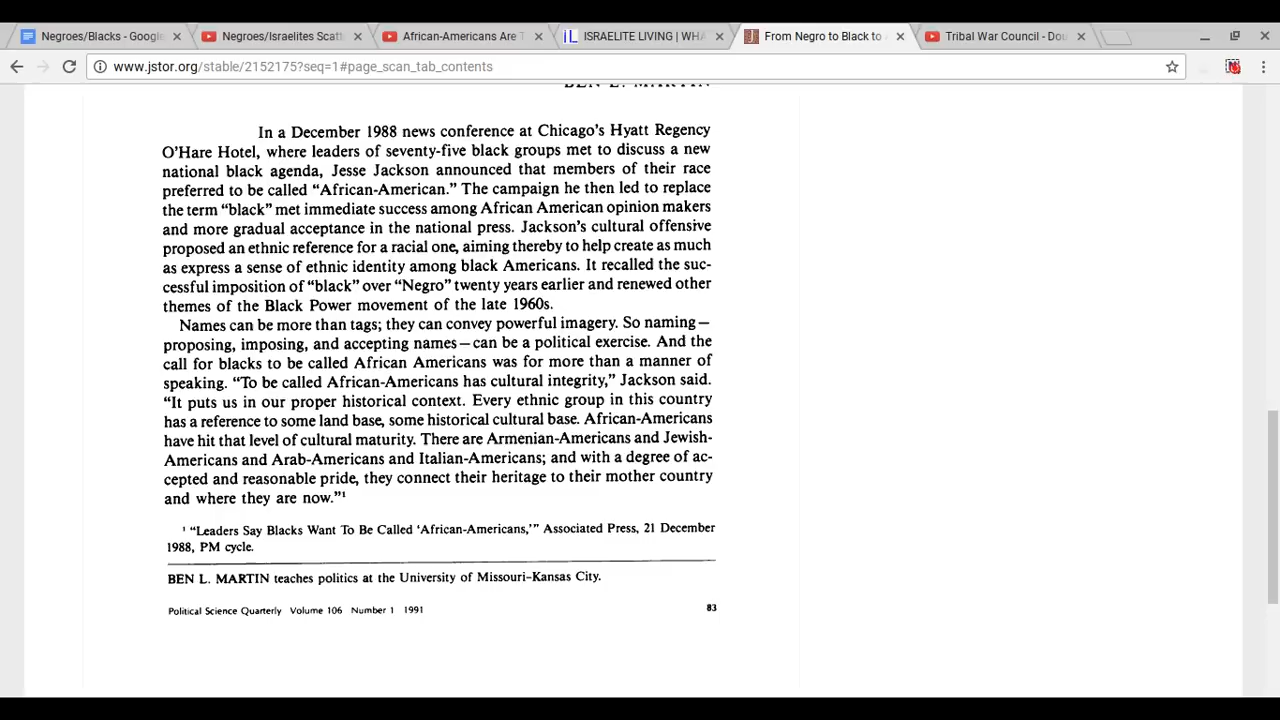 Negroes/Blacks - Google
Negroes/Israelites Scatt
African-Americans Are T
ISRAELITE LIVING | WHA
From Negro to Black to
Tribal War Council - Dou
www.jstor.org/stable/2152175?seq=1#page_scan_tab_contents
BEN L. MARTIN
In a December 1988 news conference at Chicago's Hyatt Regency
O'Hare Hotel, where leaders of seventy-five black groups met to discuss a new
national black agenda, Jesse Jackson announced that members of their race
preferred to be called “African-American.” The campaign he then led to replace
the term “black” met immediate success among African American opinion makers
and more gradual acceptance in the national press. Jackson's cultural offensive
proposed an ethnic reference for a racial one, aiming thereby to help create as much
as express a sense of ethnic identity among black Americans. It recalled the suc-
cessful imposition of “black” over “Negro” twenty years earlier and renewed other
themes of the Black Power movement of the late 1960s.
Names can be more than tags; they can convey powerful imagery. So naming—
proposing, imposing, and accepting names—can be a political exercise. And the
call for blacks to be called African Americans was for more than a manner of
speaking. “To be called African-Americans has cultural integrity,” Jackson said.
“It puts us in our proper historical context. Every ethnic group in this country
has a reference to some land base, some historical cultural base. African-Americans
have hit that level of cultural maturity. There are Armenian-Americans and Jewish-
Americans and Arab-Americans and Italian-Americans; and with a degree of ac-
cepted and reasonable pride, they connect their heritage to their mother country
and where they are now.”¹
¹ “Leaders Say Blacks Want To Be Called ‘African-Americans,’” Associated Press, 21 December
1988, PM cycle.
BEN L. MARTIN teaches politics at the University of Missouri–Kansas City.
Political Science Quarterly Volume 106 Number 1 1991
83